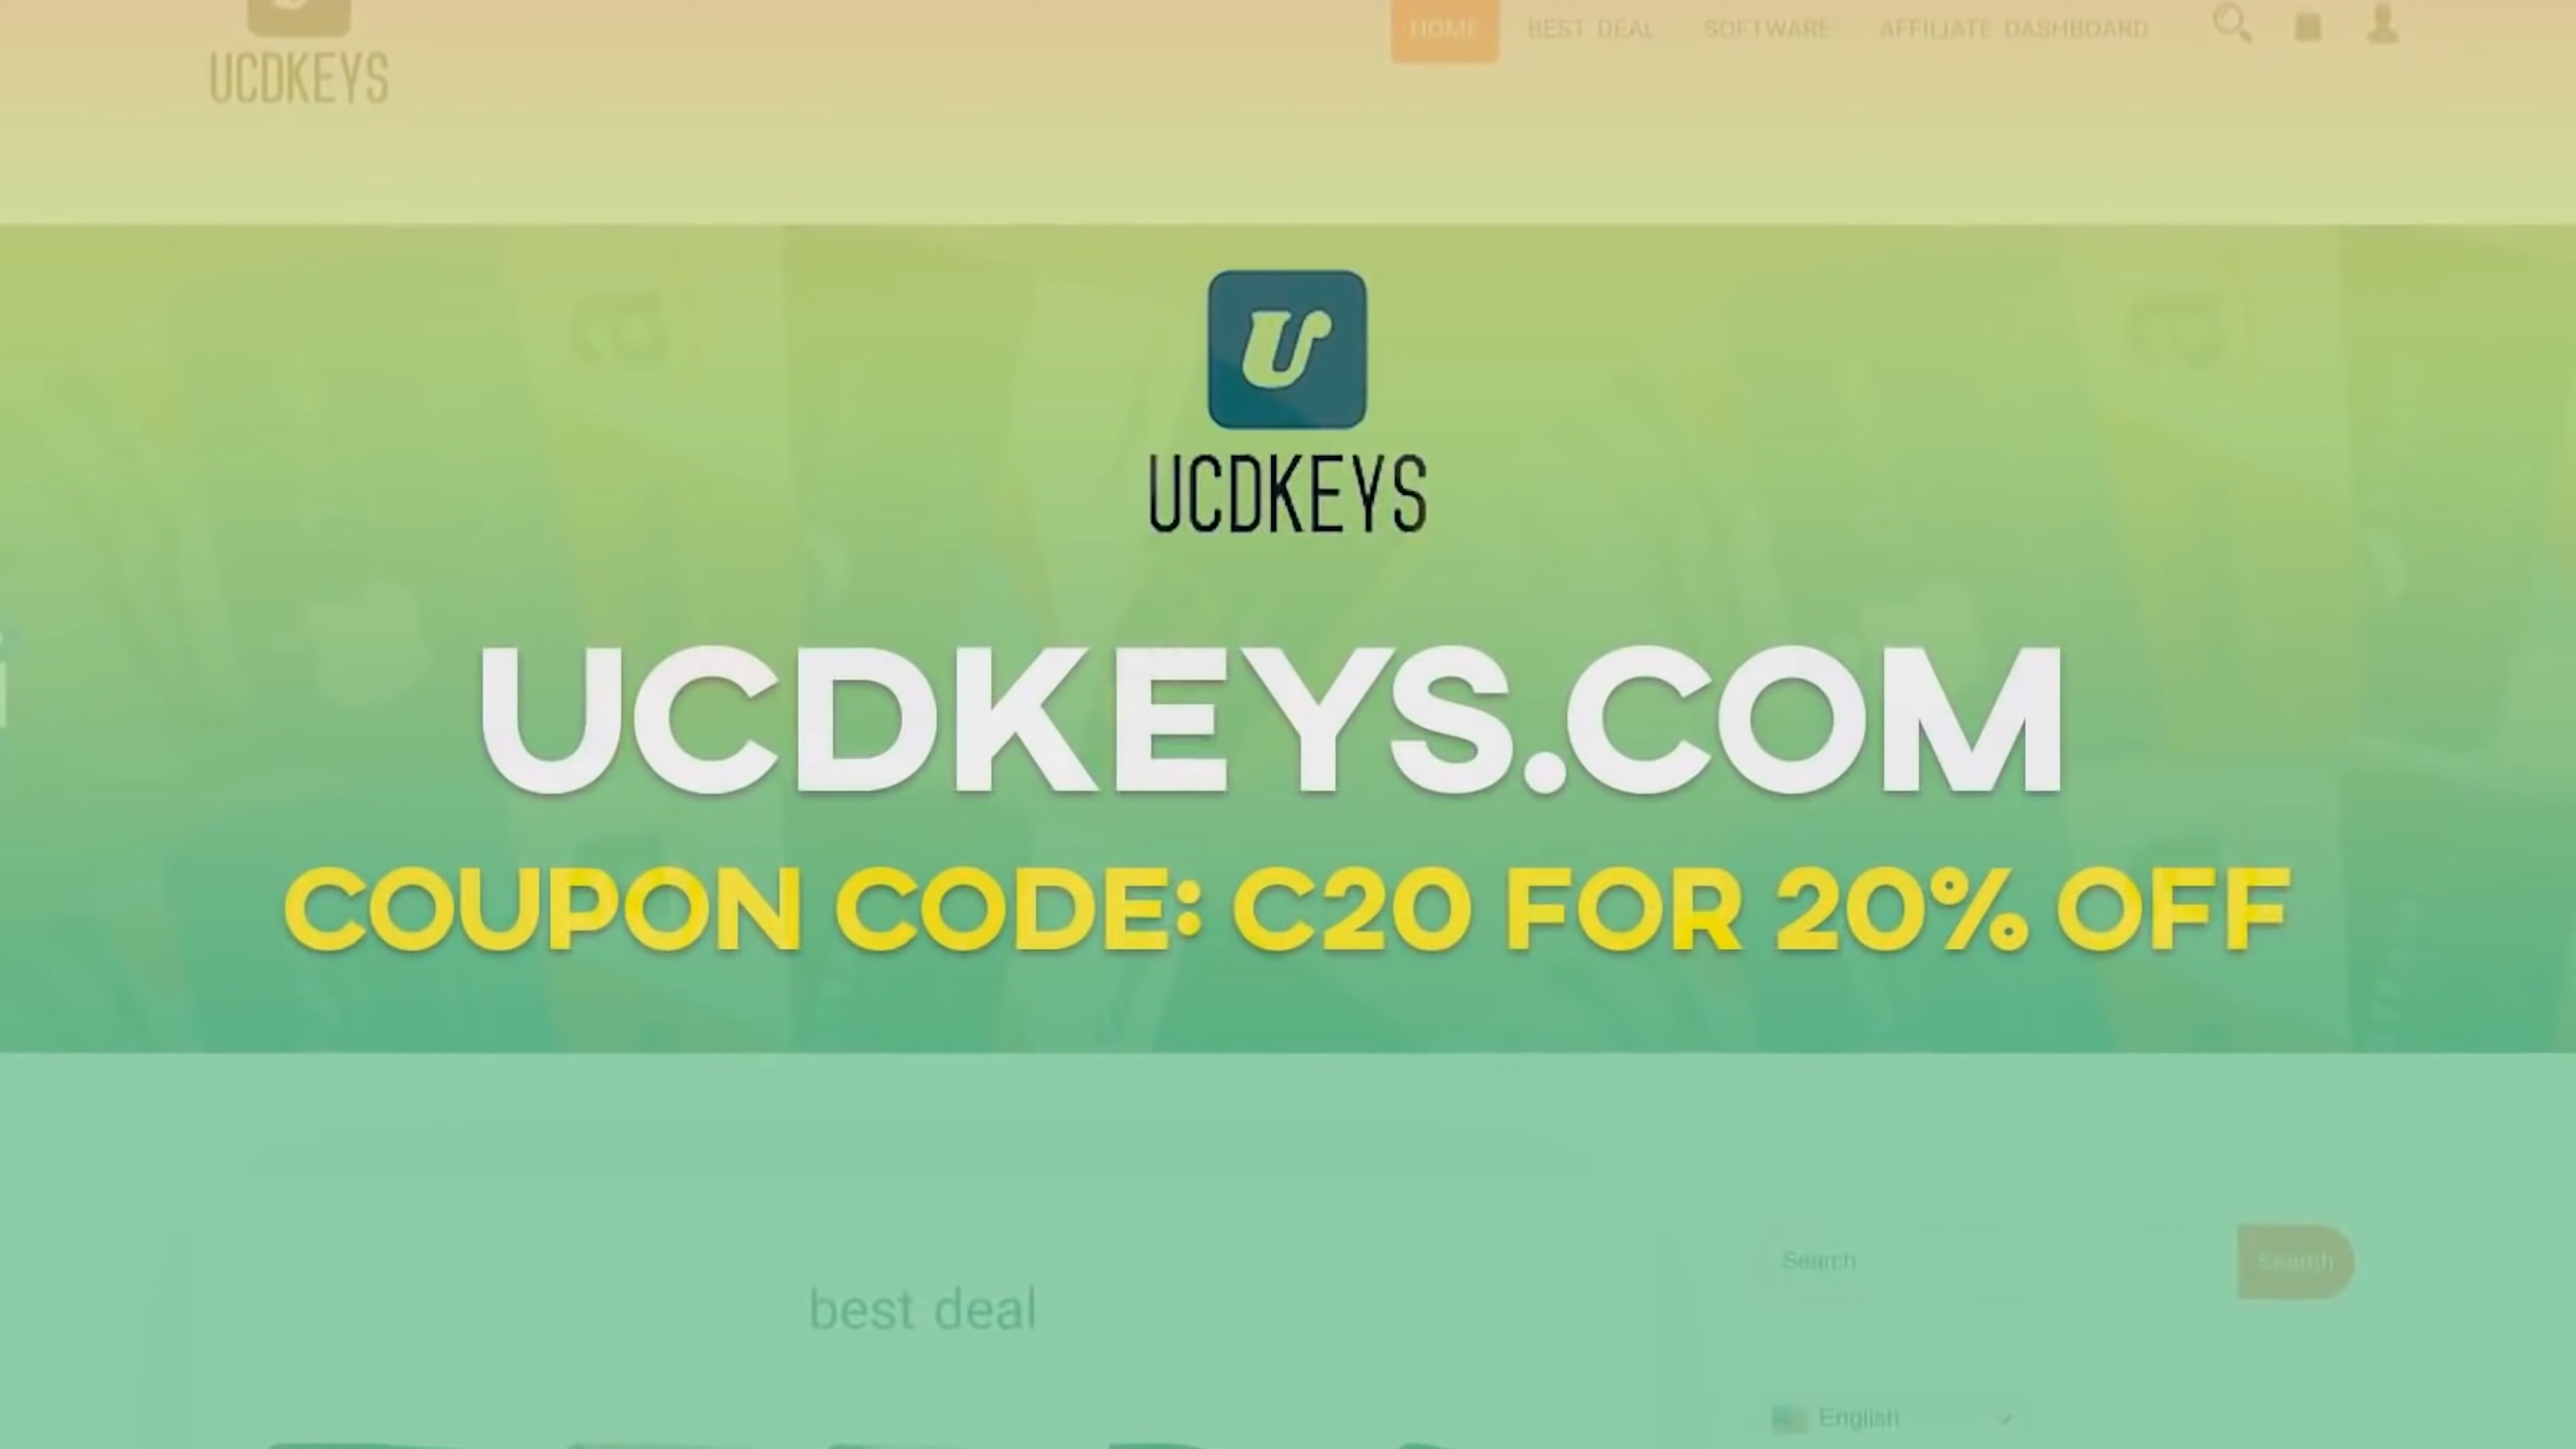 UCDKEYS
HOME BEST DEAL SOFTWARE AFFILIATE DASHBOARD
a
a
U
UCDKEYS
UCDKEYS.COM
COUPON CODE: C20 FOR 20% OFF
Search Search
best deal
English